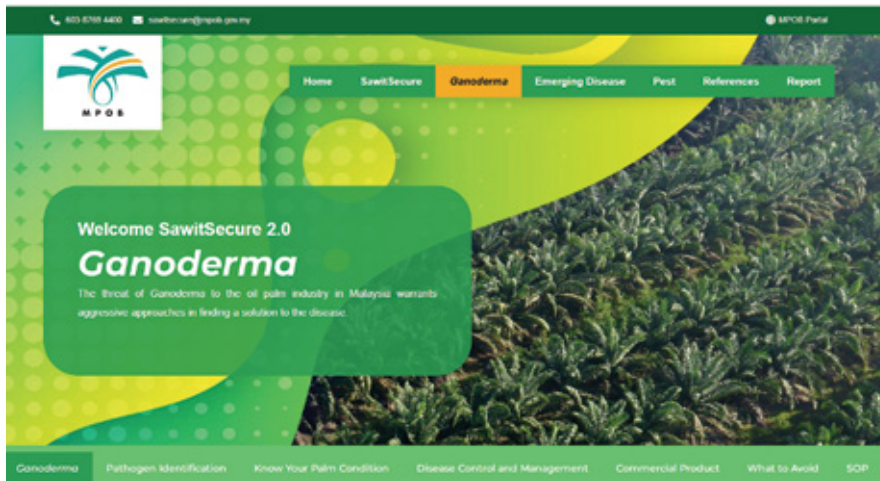 603-8769 4400 sawitsecure@mpob.gov.my MPOB Portal
MPOB
Home SawitSecure Ganoderma Emerging Disease Pest References Report
Welcome SawitSecure 2.0
Ganoderma
The threat of Ganoderma to the oil palm industry in Malaysia warrants
aggressive approaches in finding a solution to the disease.
Ganoderma Pathogen Identification Know Your Palm Condition Disease Control and Management Commercial Product What to Avoid SOP